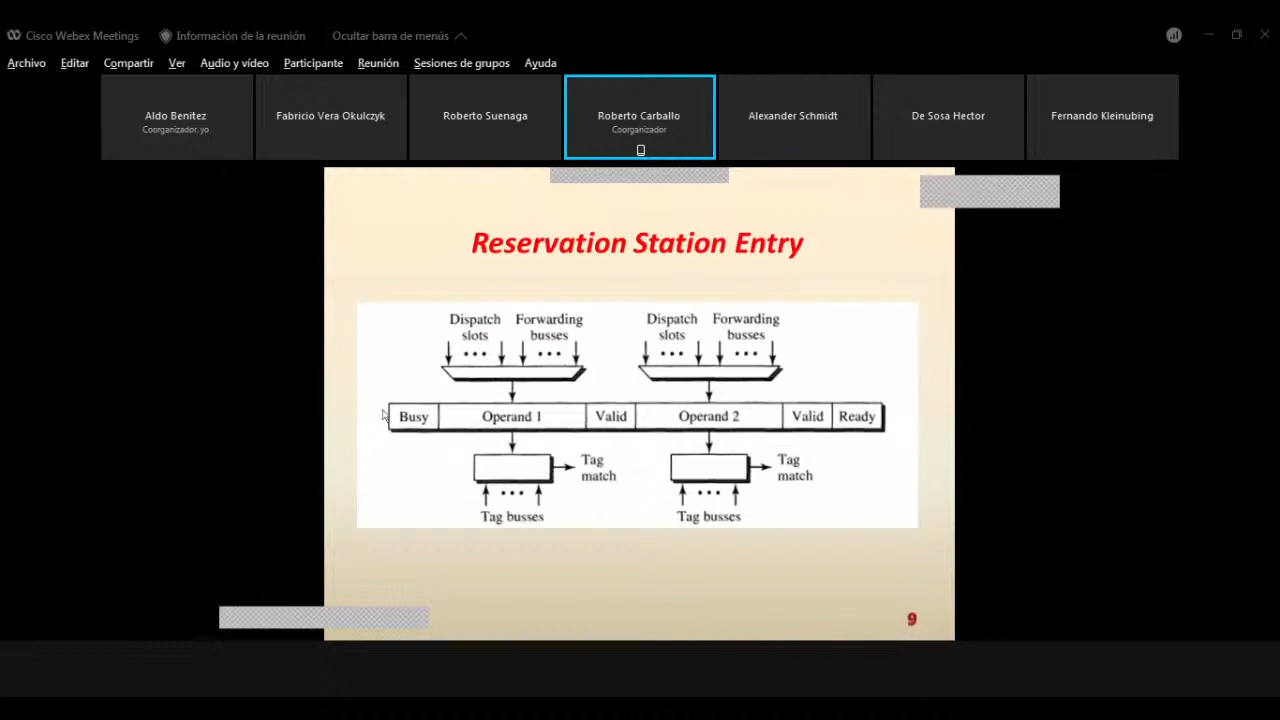 Cisco Webex Meetings
Información de la reunión
Ocultar barra de menús
Archivo Editar Compartir Ver Audio y vídeo Participante Reunión Sesiones de grupos Ayuda
Aldo Benitez
Coorganizador, yo
Fabricio Vera Okulczyk
Roberto Suenaga
Roberto Carballo
Coorganizador
Alexander Schmidt
De Sosa Hector
Fernando Kleinubing
Reservation Station Entry
Dispatch slots
Forwarding busses
Dispatch slots
Forwarding busses
Busy Operand 1 Valid Operand 2 Valid Ready
Tag match
Tag match
Tag busses
Tag busses
9